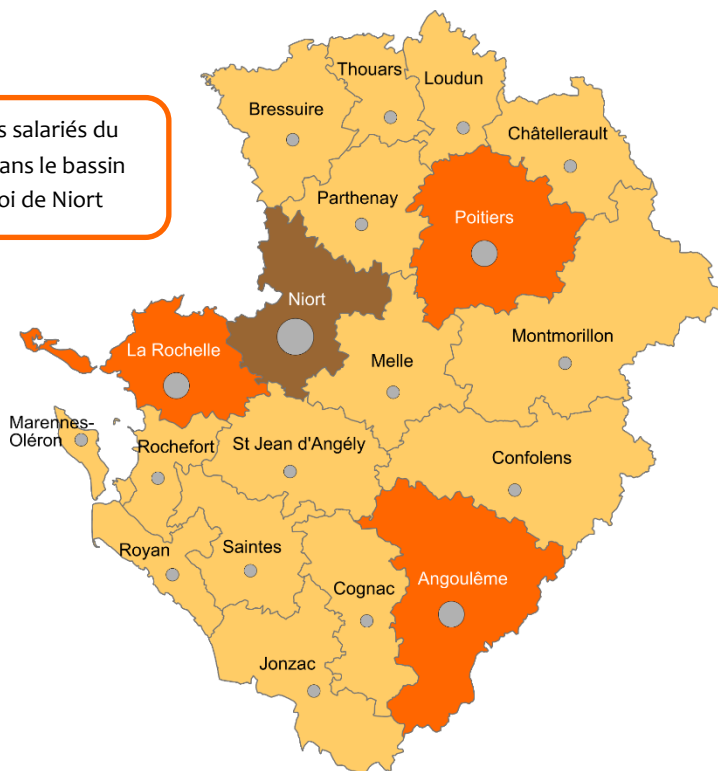 Thouars
Loudun
Bressuire
s salariés du
Châtellerault
ans le bassin
Parthenay
oi de Niort
Poitiers
Niort
Montmorillon
La Rochelle
Melle
Marennes-
Oléron
Rochefort
St Jean d'Angély
Confolens
Royan
Saintes
Angoulême
Cognac
Jonzac